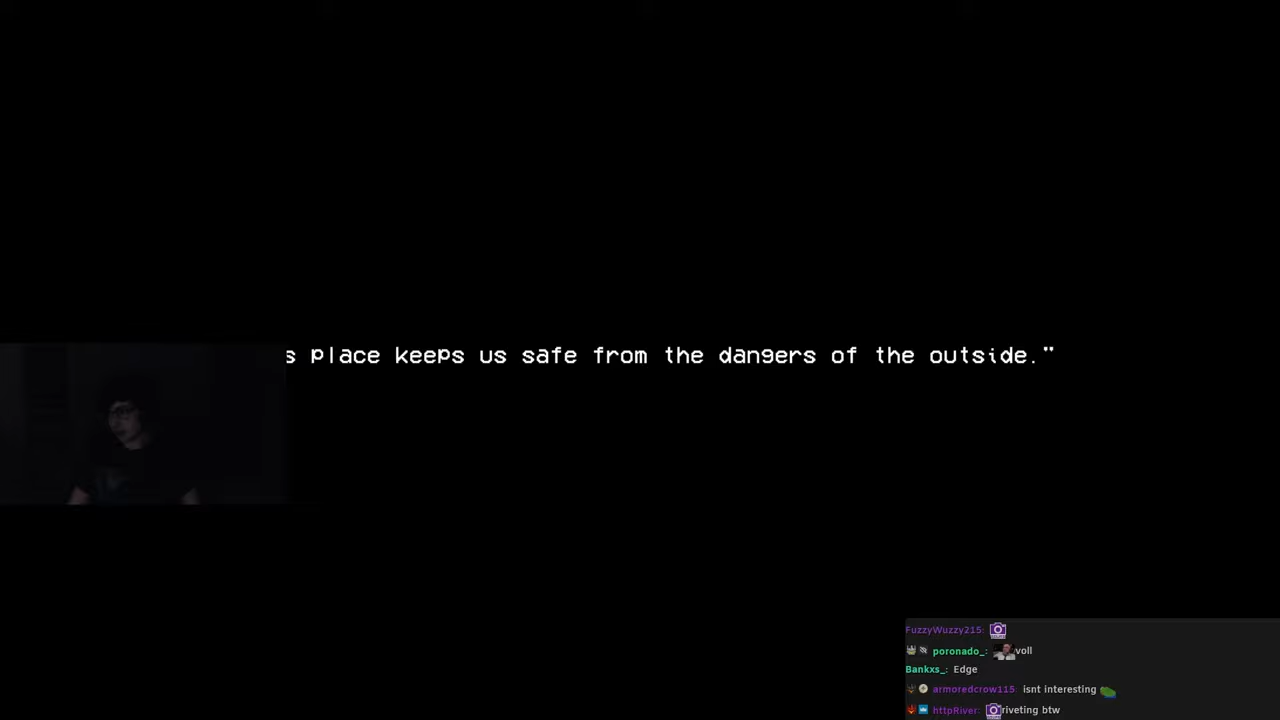 s place keeps us safe from the dangers of the outside."
FuzzyWuzzy215:
poronado_: voll
Bankxs_: Edge
armoredcrow115: isnt interesting
httpRiver: riveting btw